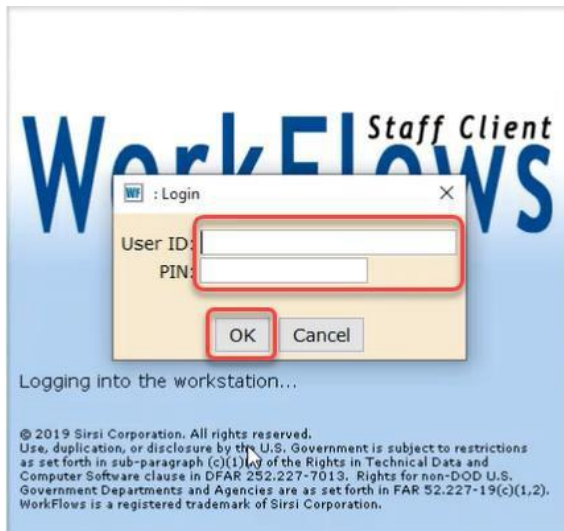 Staff Client
WorkFlows
WF : Login
User ID:
PIN:
OK Cancel
Logging into the workstation...
© 2019 Sirsi Corporation. All rights reserved.
Use, duplication, or disclosure by the U.S. Government is subject to restrictions
as set forth in sub-paragraph (c)(1) of the Rights in Technical Data and
Computer Software clause in DFAR 252.227-7013. Rights for non-DOD U.S.
Government Departments and Agencies are as set forth in FAR 52.227-19(c)(1,2).
WorkFlows is a registered trademark of Sirsi Corporation.